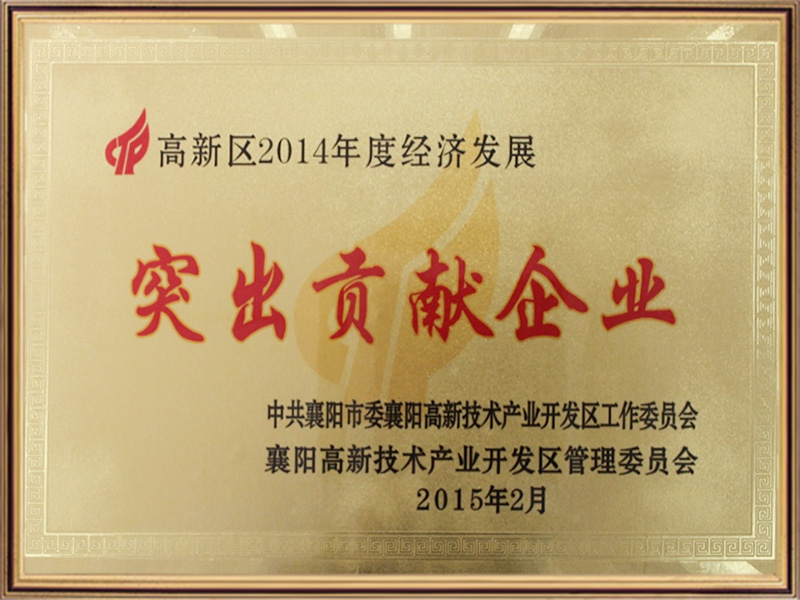 高新区2014年度经济发展
突出贡献企业
中共襄阳市委襄阳高新技术产业开发区工作委员会
襄阳高新技术产业开发区管理委员会
2015年2月